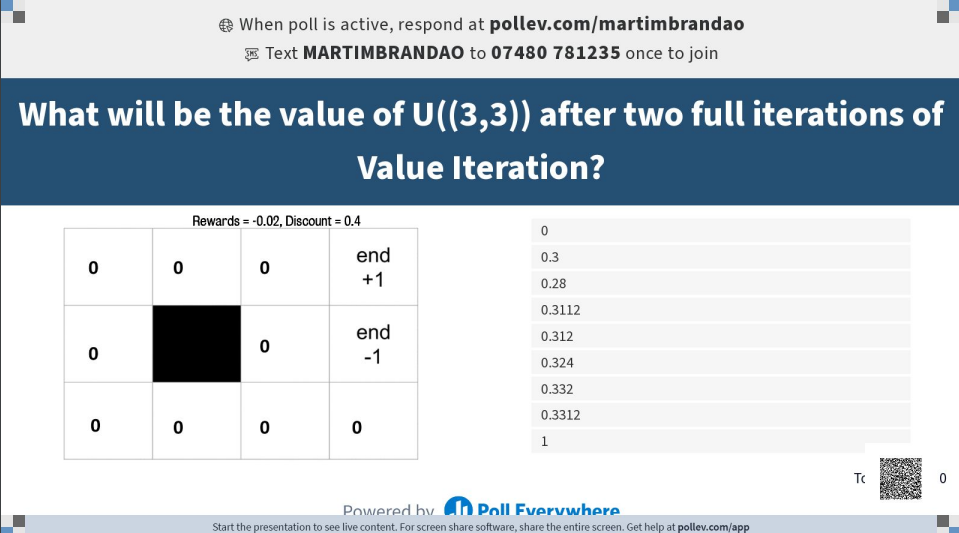 When poll is active, respond at pollev.com/martimbrandao
Text MARTIMBRANDAO to 07480 781235 once to join
What will be the value of U((3,3)) after two full iterations of
Value Iteration?
Rewards = -0.02, Discount = 0.4
0 0 0 end
+1
0 0 end
-1
0 0 0 0
0
0.3
0.28
0.3112
0.312
0.324
0.332
0.3312
1
0
Powered by Poll Everywhere
Start the presentation to see live content. For screen share software, share the entire screen. Get help at pollev.com/app